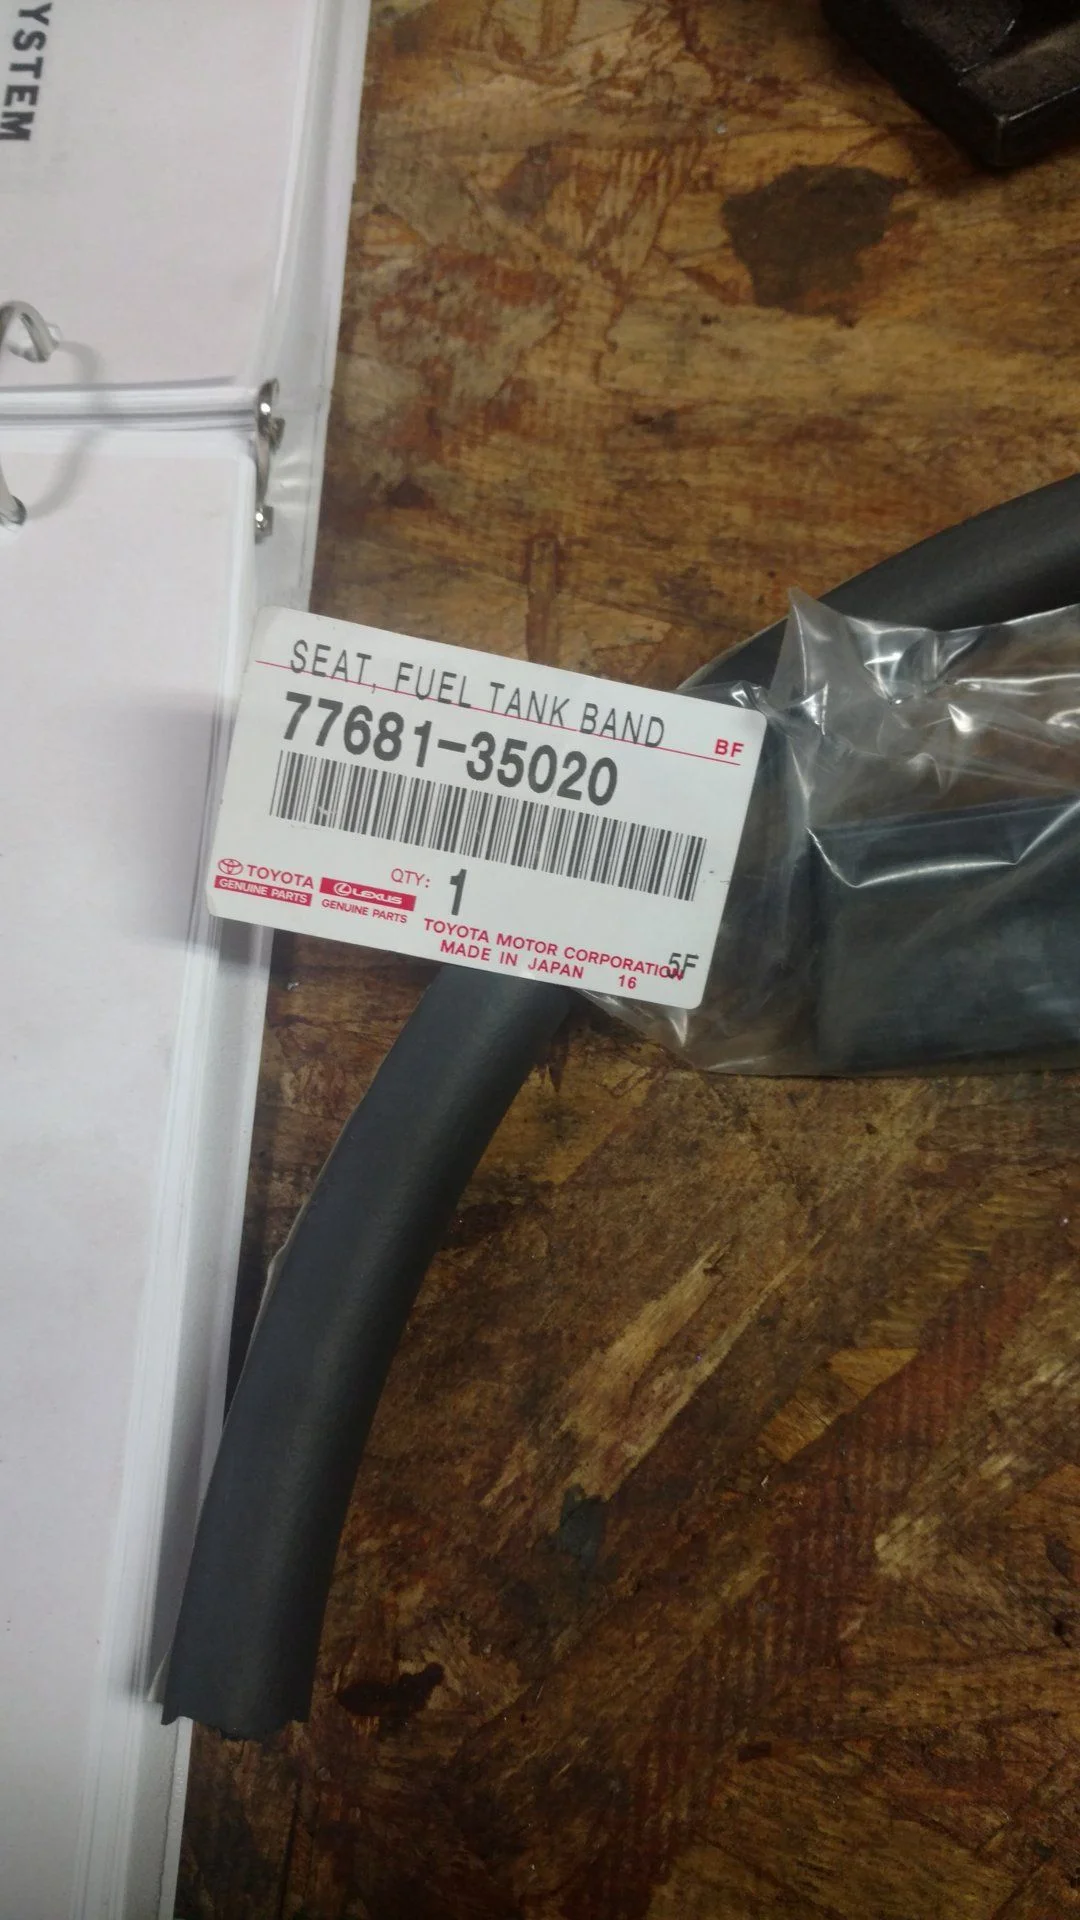 YSTEM
SEAT, FUEL TANK BAND
BF
77681-35020
TOYOTA
GENUINE PARTS
LEXUS
GENUINE PARTS
QTY: 1
TOYOTA MOTOR CORPORATION
5F
MADE IN JAPAN 16